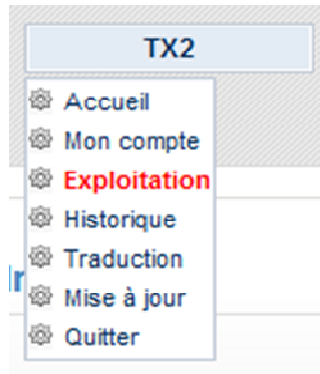 TX2
Accueil
Mon compte
Exploitation
Historique
Traduction
Mise à jour
Quitter